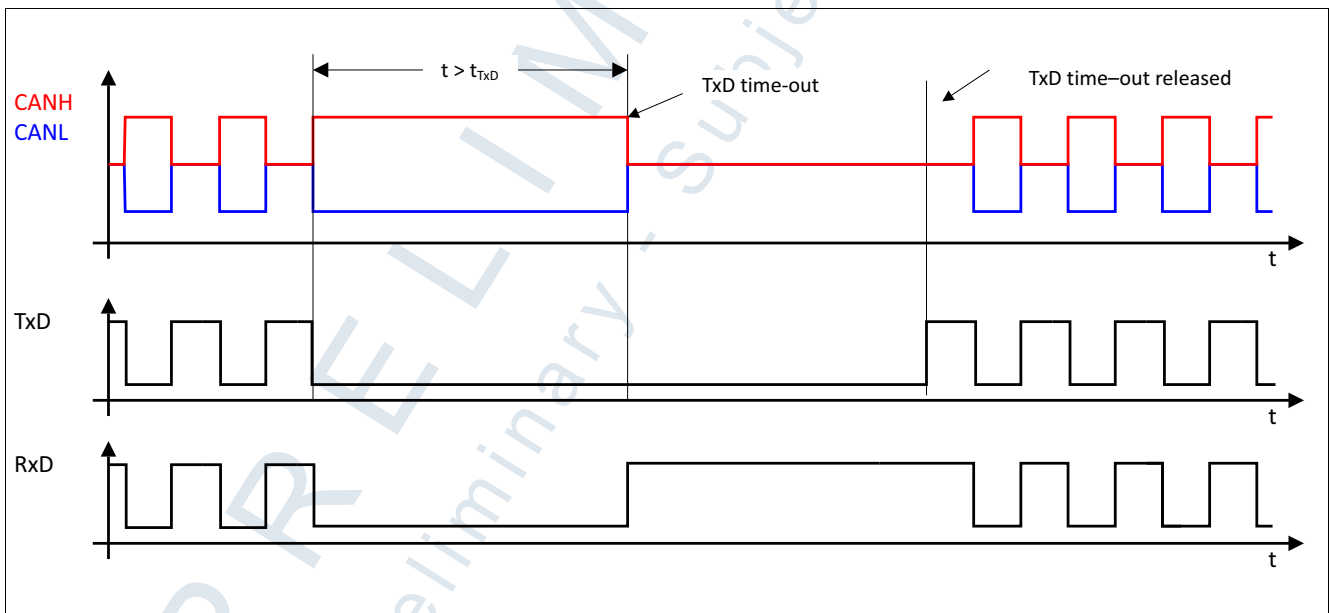 t > tTxD
TxD time-out
TxD time–out released
CANH
CANL
t
TxD
t
RxD
t
PRELIM
Preliminary - Subje